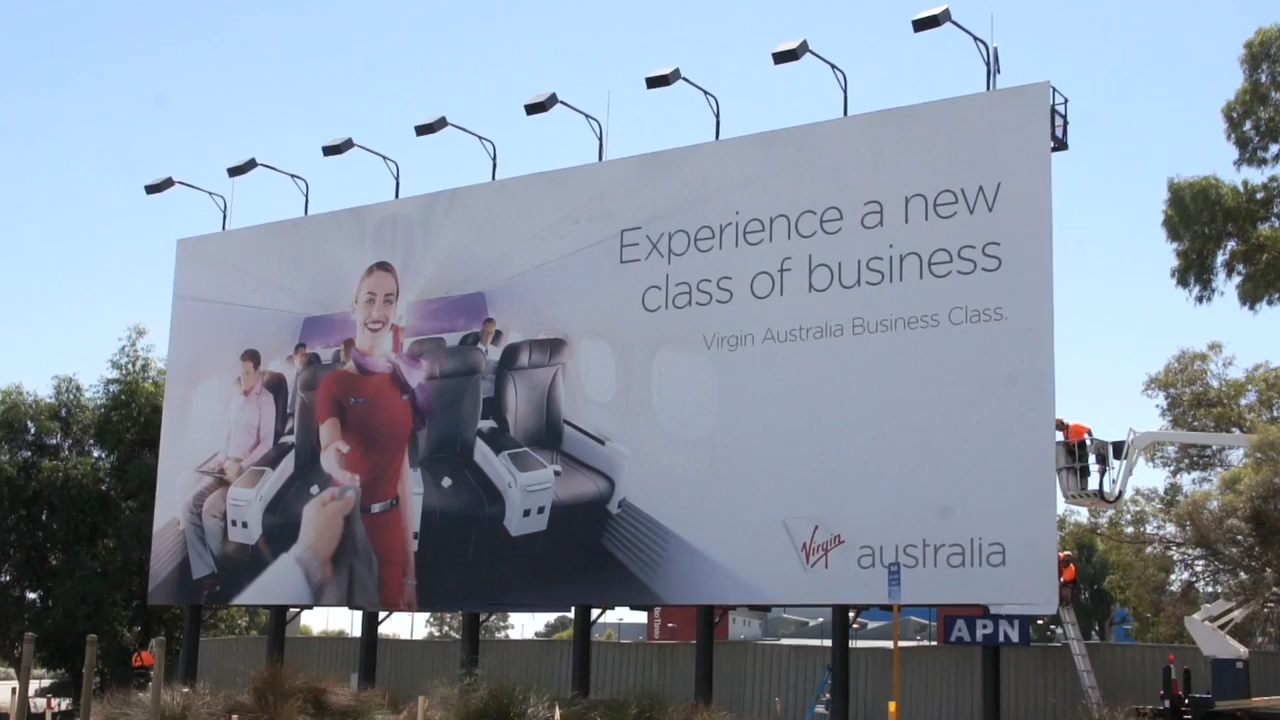 Experience a new
class of business
Virgin Australia Business Class.
Virgin australia
APN